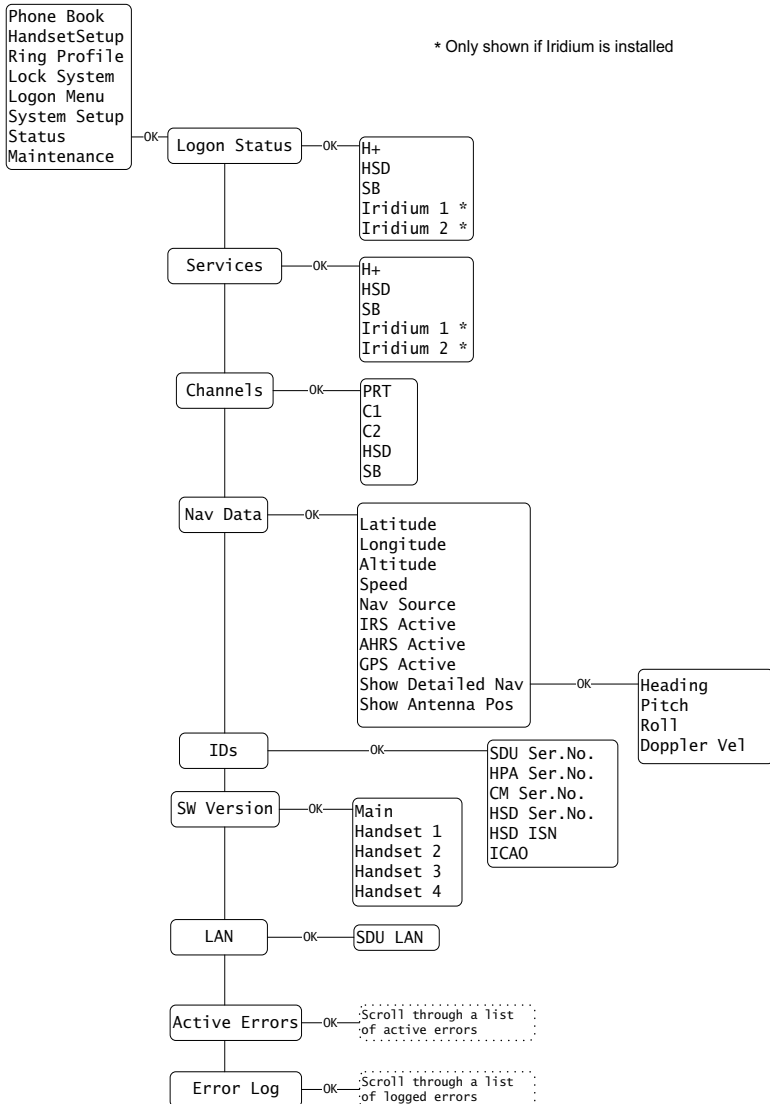 Phone Book
HandsetSetup
Ring Profile
Lock System
Logon Menu
System Setup
Status
Maintenance
* Only shown if Iridium is installed
OK
Logon Status
OK
H+
HSD
SB
Iridium 1 *
Iridium 2 *
Services
OK
H+
HSD
SB
Iridium 1 *
Iridium 2 *
Channels
OK
PRT
C1
C2
HSD
SB
Nav Data
OK
Latitude
Longitude
Altitude
Speed
Nav Source
IRS Active
AHRS Active
GPS Active
Show Detailed Nav
Show Antenna Pos
OK
Heading
Pitch
Roll
Doppler Vel
IDs
OK
SDU Ser.No.
HPA Ser.No.
CM Ser.No.
HSD Ser.No.
HSD ISN
ICAO
SW Version
OK
Main
Handset 1
Handset 2
Handset 3
Handset 4
LAN
OK
SDU LAN
Active Errors
OK
Scroll through a list
of active errors
Error Log
OK
Scroll through a list
of logged errors